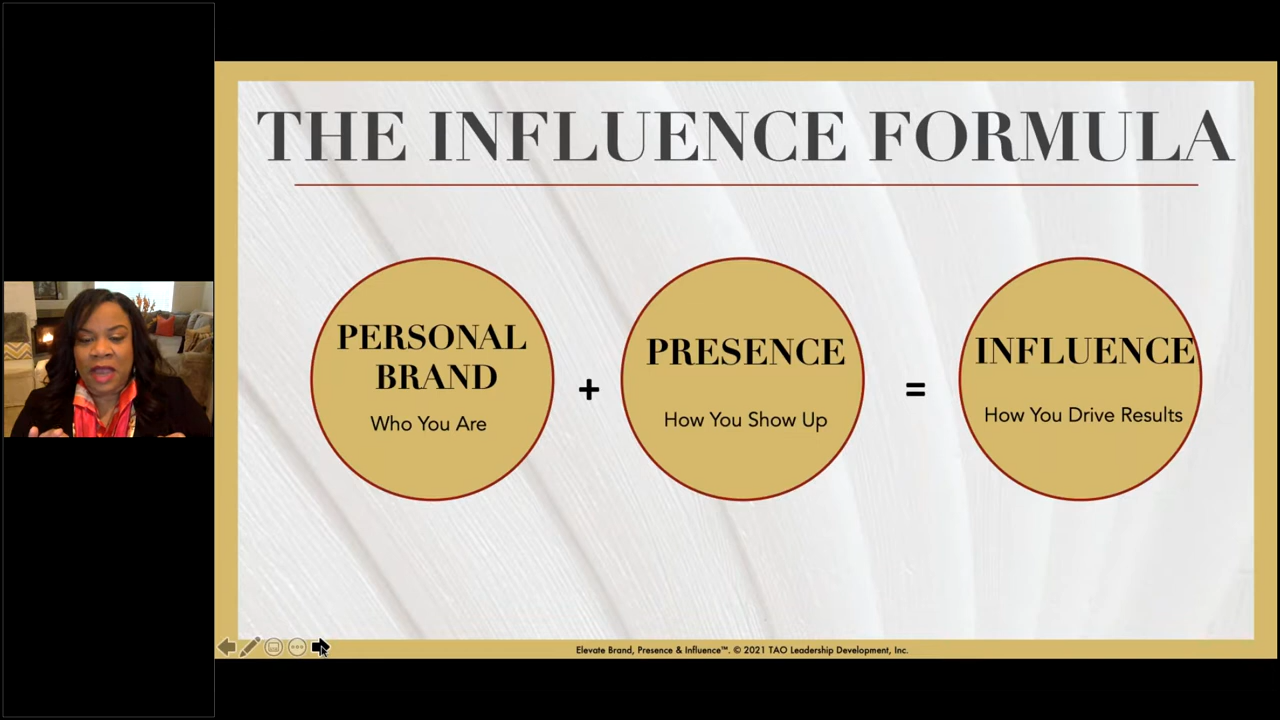 THE INFLUENCE FORMULA
PERSONAL
BRAND
Who You Are
+
PRESENCE
How You Show Up
=
INFLUENCE
How You Drive Results
Elevate Brand, Presence & Influence™. © 2021 TAO Leadership Development, Inc.